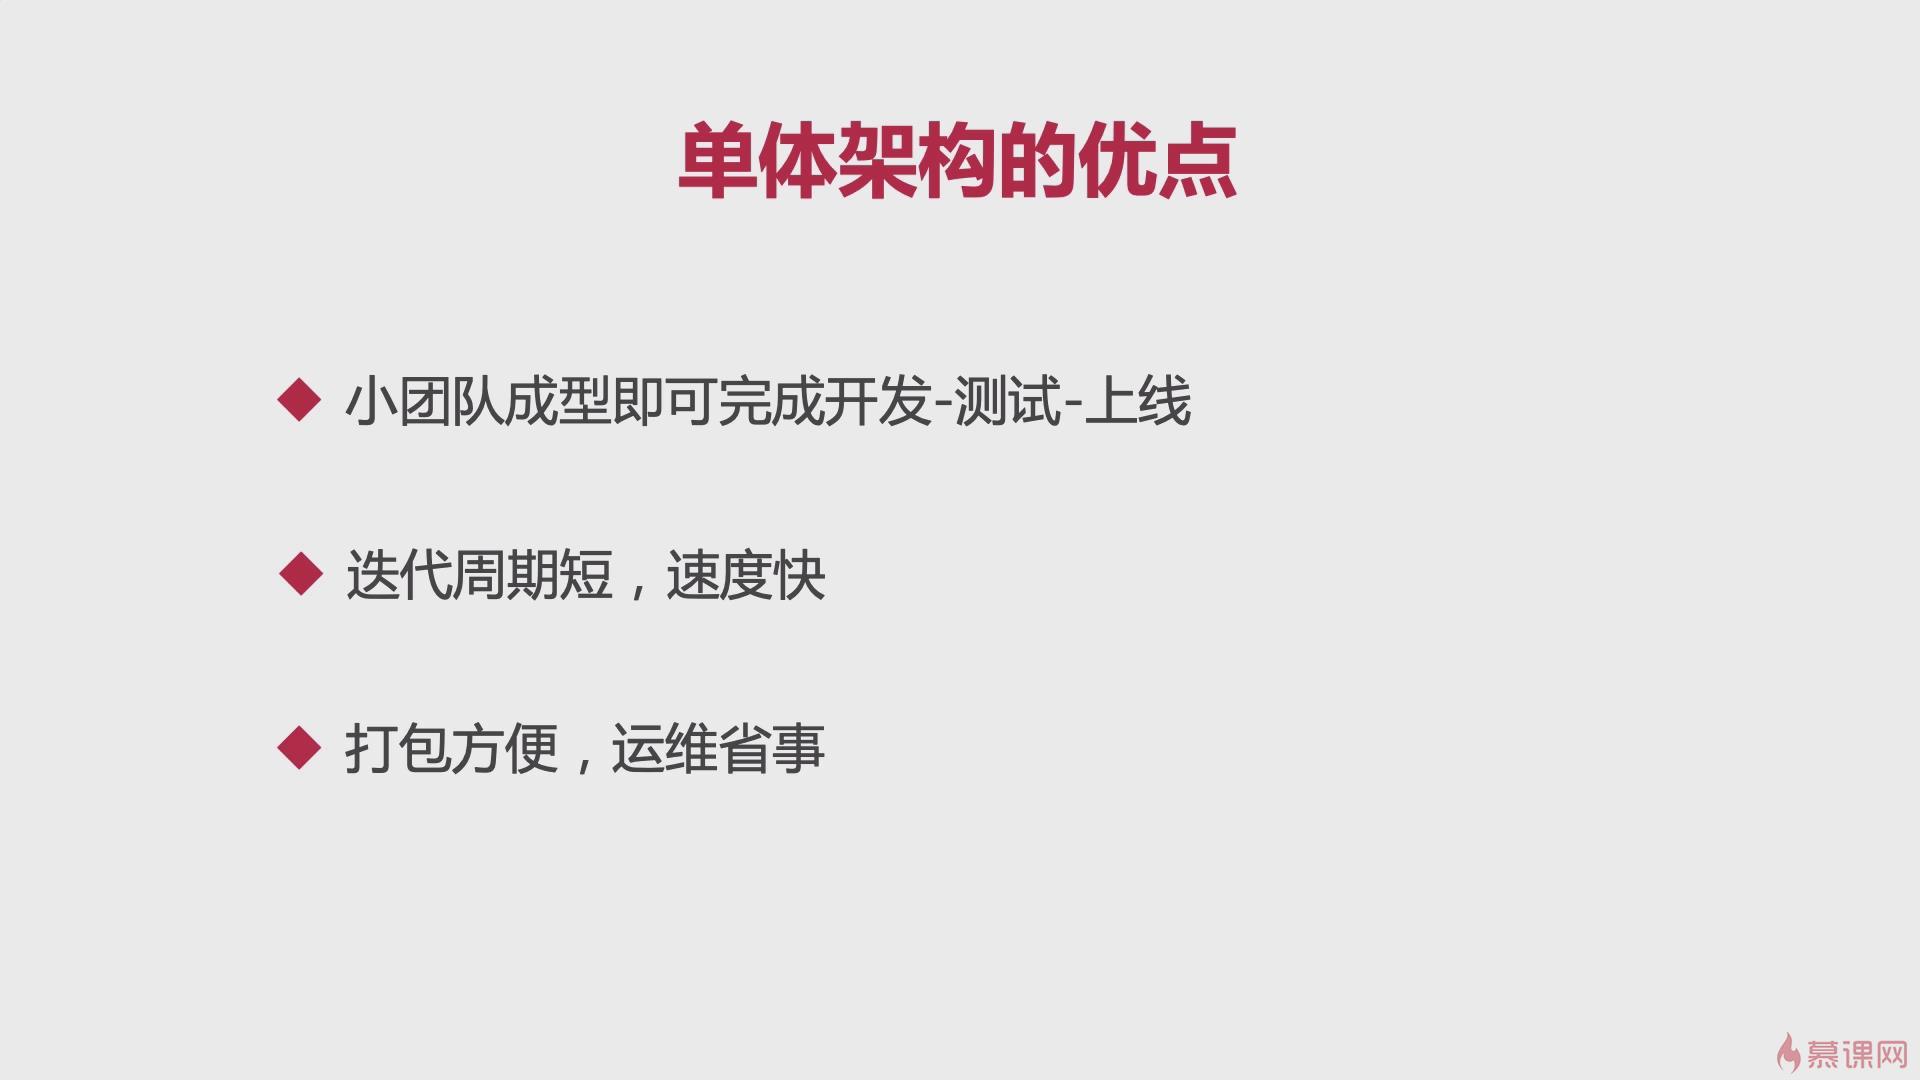 单体架构的优点
小团队成型即可完成开发-测试-上线
迭代周期短，速度快
打包方便，运维省事
慕课网